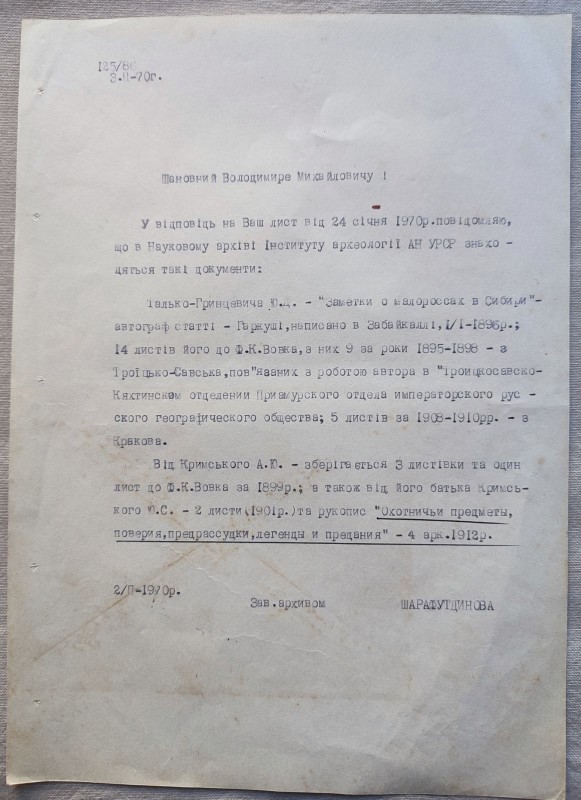 125/86
3.II-70г.
Шановний Володимире Михайловичу !
У відповідь на Ваш лист від 24 січня 1970р.повідомляю,
що в Науковому архіві Інституту археології АН УРСР знахо -
дяться такі документи:
Талько-Гринцевича Ю.Д. - "Заметки о малороссах в Сибири"-
автограф статті - Гаркуші,написано в Забайкаллі,I/I-1896р.;
14 листів його до Ф.К.Вовка,з них 9 за роки 1895-1898 - з
Троїцько-Савська,пов"язаних з роботою автора в "Троицкосавско-
Кяхтинском отделении Приамурского отдела императорского рус -
ского географического общества; 5 листів за 1908-1910рр. - з
Кракова.
Від Кримського А.Ю. - зберігається 3 листівки та один
лист до Ф.К.Вовка за 1899р.; а також від його батька Кримсь-
кого Ю.С. - 2 листи(1901р.)та рукопис "Охотничьи предметы,
поверия,предрассудки,легенды и предания" - 4 арк.1912р.
2/II-1970р.
Зав.архивом ШАРАФУТДИНОВА